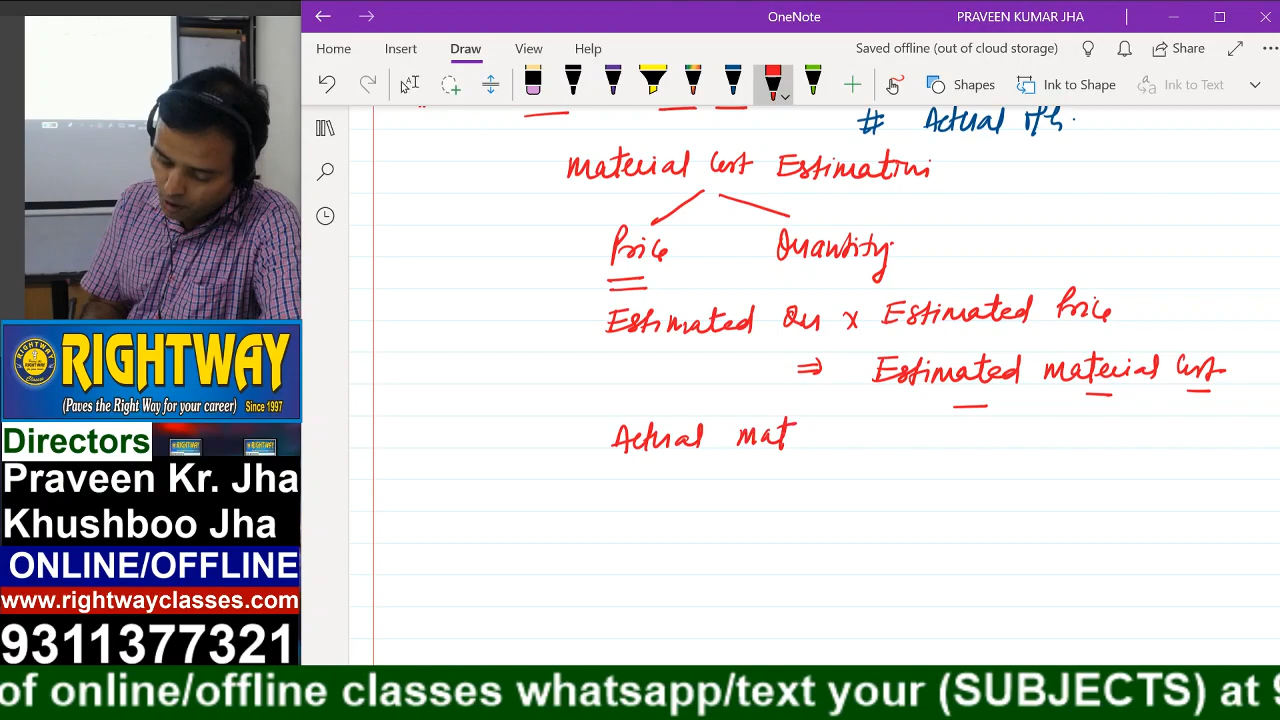 OneNote
PRAVEEN KUMAR JHA
Home Insert Draw View Help
Saved offline (out of cloud storage)
Share
Shapes
Ink to Shape
Ink to Text
# Actual
Material Cost Estimation
Price Quantity
Estimated Qu x Estimated Price
⇒ Estimated material Cost
Actual mat
RIGHTWAY
Classes
(Paves the Right Way for your career) Since 1997
Directors
Praveen Kr. Jha
Khushboo Jha
ONLINE/OFFLINE
www.rightwayclasses.com
9311377321
of online/offline classes whatsapp/text your (SUBJECTS) at 9